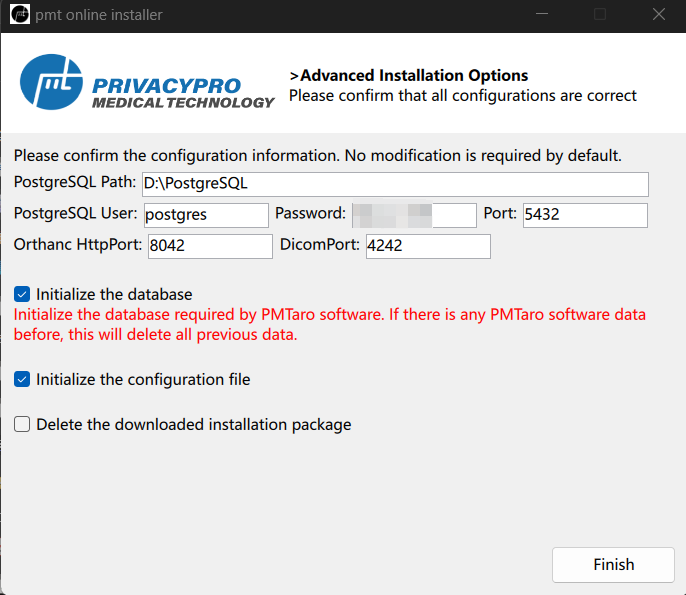 pmt online installer
pmt
PRIVACYPRO
MEDICAL TECHNOLOGY
>Advanced Installation Options
Please confirm that all configurations are correct
Please confirm the configuration information. No modification is required by default.
PostgreSQL Path: D:\PostgreSQL
PostgreSQL User: postgres Password: Port: 5432
Orthanc HttpPort: 8042 DicomPort: 4242
Initialize the database
Initialize the database required by PMTaro software. If there is any PMTaro software data
before, this will delete all previous data.
Initialize the configuration file
Delete the downloaded installation package
Finish